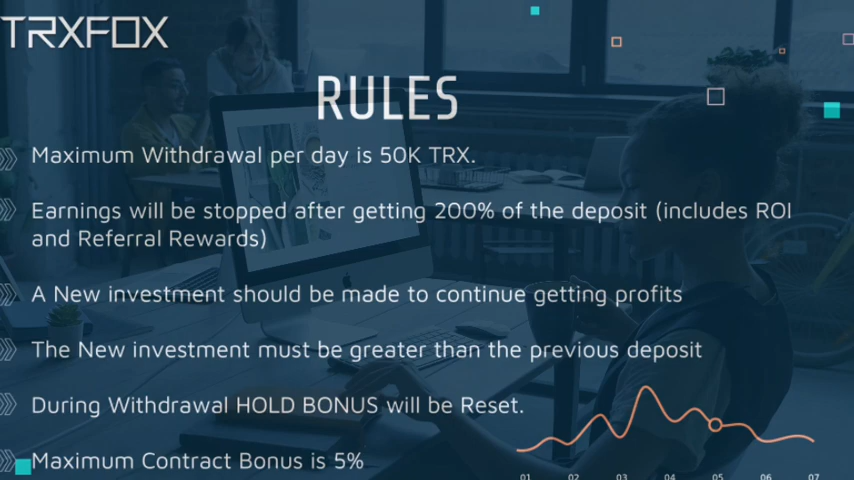 TRXFOX
RULES
Maximum Withdrawal per day is 50K TRX.
Earnings will be stopped after getting 200% of the deposit (includes ROI
and Referral Rewards)
A New investment should be made to continue getting profits
The New investment must be greater than the previous deposit
During Withdrawal HOLD BONUS will be Reset.
Maximum Contract Bonus is 5%
01 02 03 04 05 06 07